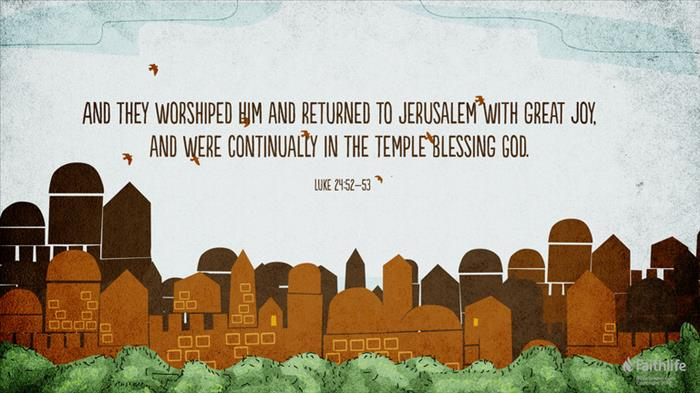 AND THEY WORSHIPED HIM AND RETURNED TO JERUSALEM WITH GREAT JOY,
AND WERE CONTINUALLY IN THE TEMPLE BLESSING GOD.
LUKE 24:52–53
Faithlife